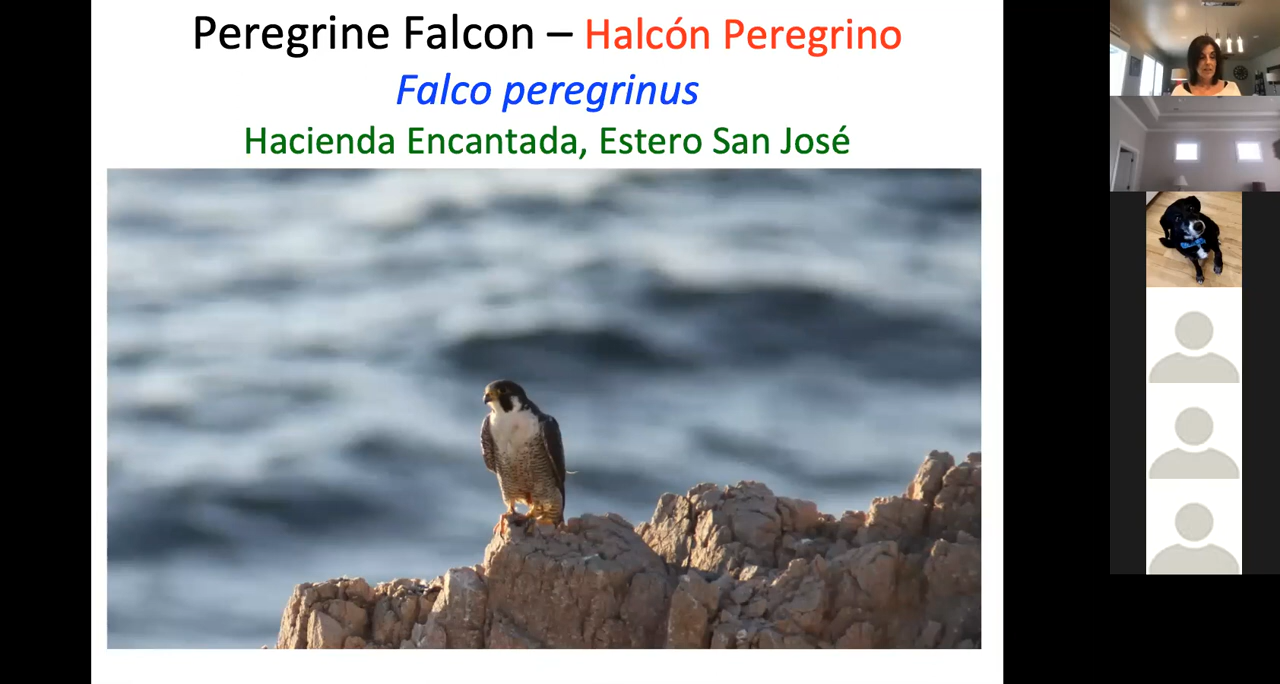 Peregrine Falcon – Halcón Peregrino
Falco peregrinus
Hacienda Encantada, Estero San José